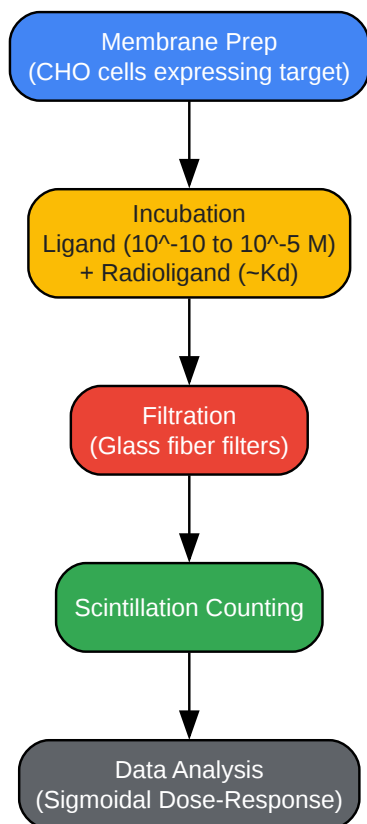 Membrane Prep
(CHO cells expressing target)
Incubation
Ligand (10^-10 to 10^-5 M)
+ Radioligand (~Kd)
Filtration
(Glass fiber filters)
Scintillation Counting
Data Analysis
(Sigmoidal Dose-Response)